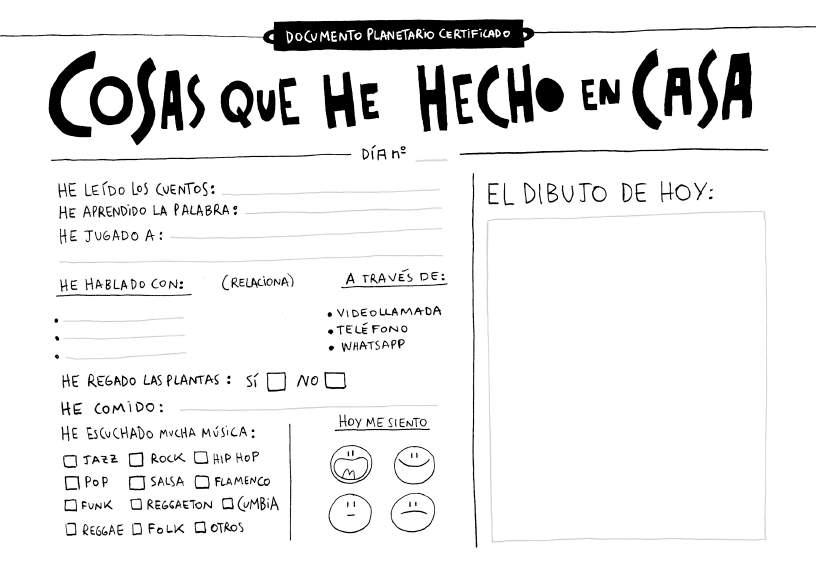 DOCUMENTO PLANETARIO CERTIFICADO
COSAS QUE HE HECHO EN CASA
DÍA nº
HE LEÍDO LOS CUENTOS:
HE APRENDIDO LA PALABRA:
HE JUGADO A:
HE HABLADO CON: (RELACIONA) A TRAVÉS DE:
• VIDEOLLAMADA
• TELÉFONO
• WHATSAPP
HE REGADO LAS PLANTAS: SÍ NO
HE COMIDO:
HE ESCUCHADO MUCHA MÚSICA:
JAZZ ROCK HIP HOP
POP SALSA FLAMENCO
FUNK REGGAETON CUMBIA
REGGAE FOLK OTROS
HOY ME SIENTO
EL DIBUJO DE HOY: